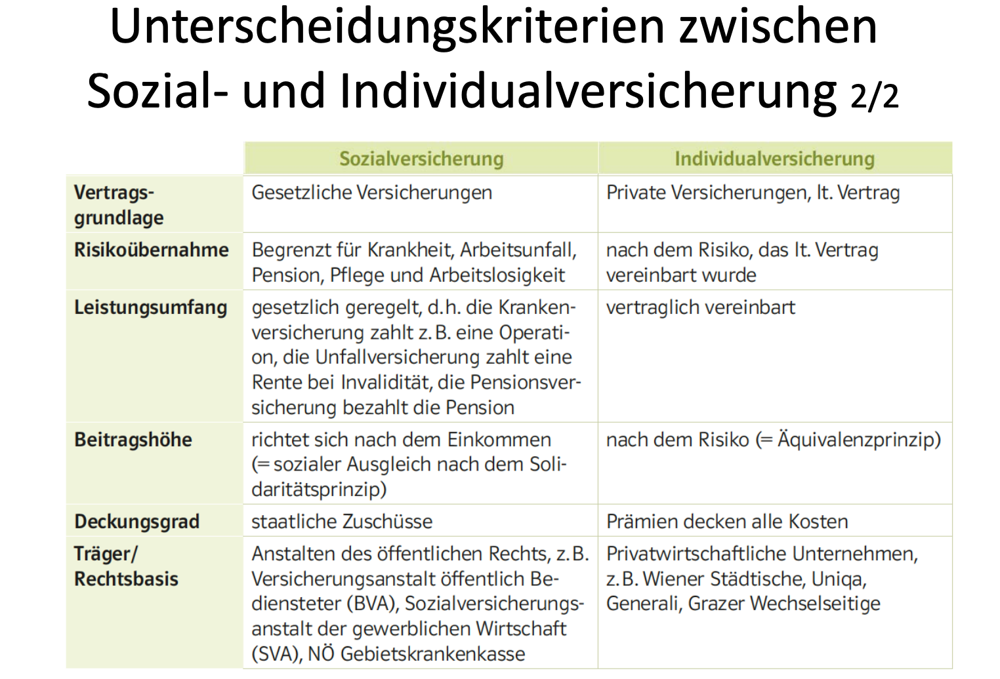 Unterscheidungskriterien zwischen
Sozial- und Individualversicherung 2/2
Sozialversicherung
Individualversicherung
Vertrags-
grundlage
Gesetzliche Versicherungen
Private Versicherungen, lt. Vertrag
Risikoübernahme
Begrenzt für Krankheit, Arbeitsunfall,
Pension, Pflege und Arbeitslosigkeit
nach dem Risiko, das lt. Vertrag
vereinbart wurde
Leistungsumfang
gesetzlich geregelt, d.h. die Kranken-
versicherung zahlt z.B. eine Operati-
on, die Unfallversicherung zahlt eine
Rente bei Invalidität, die Pensionsver-
sicherung bezahlt die Pension
vertraglich vereinbart
Beitragshöhe
richtet sich nach dem Einkommen
(= sozialer Ausgleich nach dem Soli-
daritätsprinzip)
nach dem Risiko (= Äquivalenzprinzip)
Deckungsgrad
staatliche Zuschüsse
Prämien decken alle Kosten
Träger/
Rechtsbasis
Anstalten des öffentlichen Rechts, z.B.
Versicherungsanstalt öffentlich Be-
diensteter (BVA), Sozialversicherungs-
anstalt der gewerblichen Wirtschaft
(SVA), NÖ Gebietskrankenkasse
Privatwirtschaftliche Unternehmen,
z.B. Wiener Städtische, Uniqa,
Generali, Grazer Wechselseitige